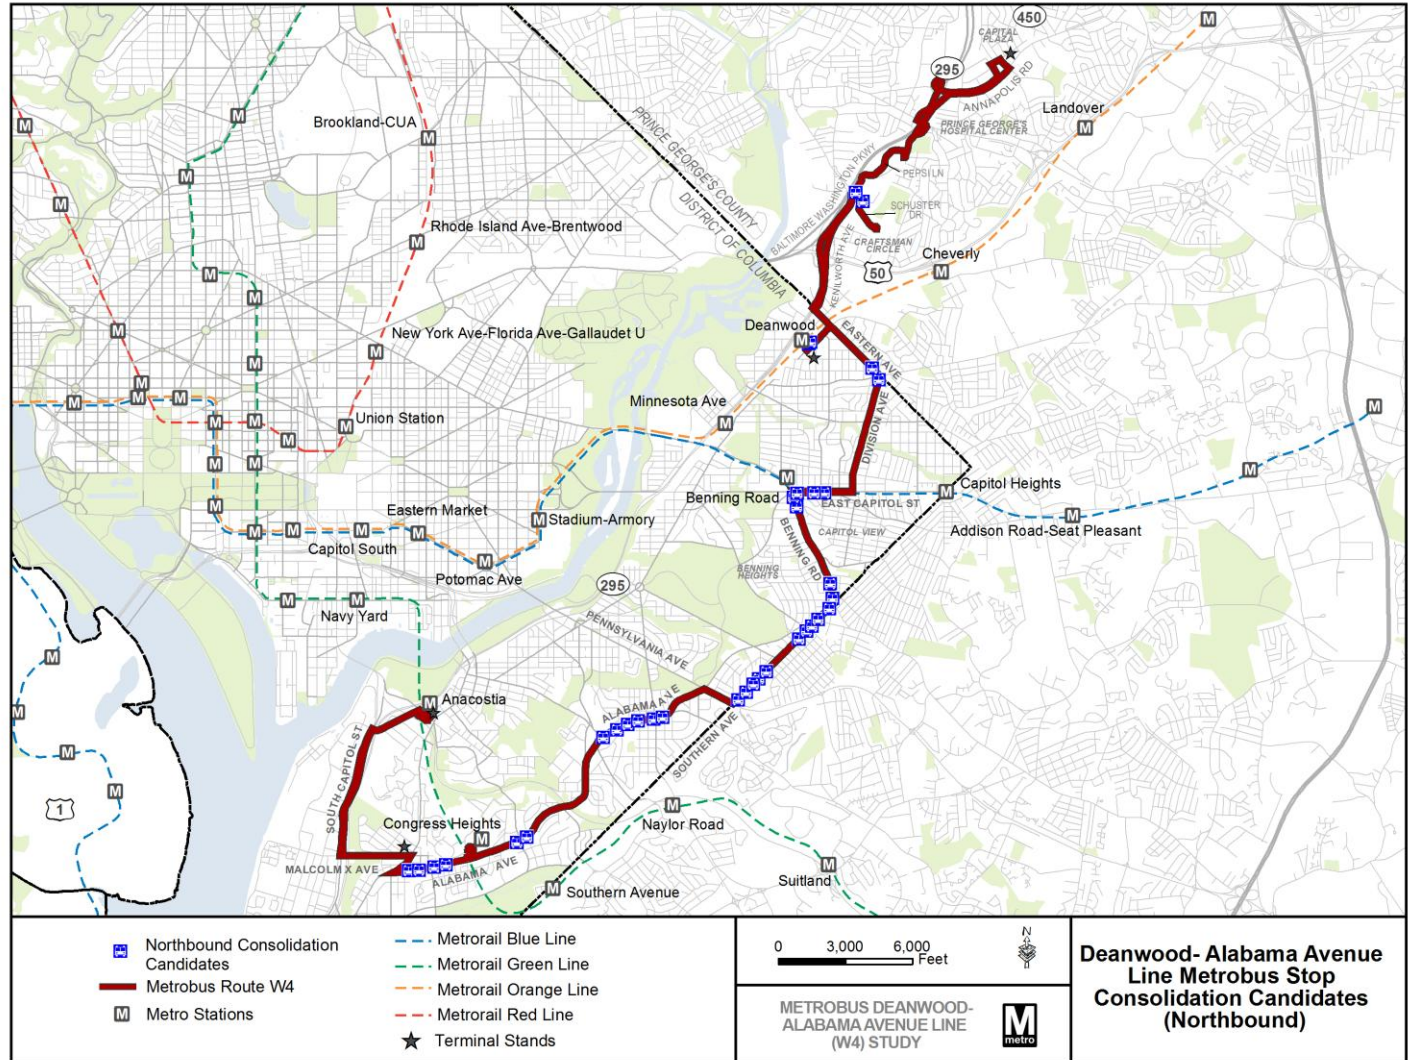 450
CAPITAL
PLAZA
295
ANNAPOLIS RD
Landover
PRINCE GEORGE'S
HOSPITAL CENTER
Brookland-CUA
PRINCE GEORGE'S COUNTY
DISTRICT OF COLUMBIA
BALTIMORE WASHINGTON PKWY
PEPSI LN
SCHUSTER
DR
Rhode Island Ave-Brentwood
CRAFTSMAN
CIRCLE
KENILWORTH AVE
Cheverly
50
New York Ave-Florida Ave-Gallaudet U
Deanwood
EASTERN AVE
Minnesota Ave
Union Station
DIVISION AVE
Benning Road
EAST CAPITOL ST
Capitol Heights
Eastern Market
Stadium-Armory
CAPITOL VIEW
Addison Road-Seat Pleasant
Capitol South
BENNING RD
Potomac Ave
BENNING
HEIGHTS
295
Navy Yard
PENNSYLVANIA AVE
Anacostia
ALABAMA AVE
SOUTHERN AVE
SOUTH CAPITOL ST
1
Congress Heights
Naylor Road
MALCOLM X AVE
ALABAMA AVE
Southern Avenue
Suitland
Northbound Consolidation
Candidates
Metrobus Route W4
M Metro Stations
Metrorail Blue Line
Metrorail Green Line
Metrorail Orange Line
Metrorail Red Line
Terminal Stands
0 3,000 6,000
Feet
N
METROBUS DEANWOOD-
ALABAMA AVENUE LINE
(W4) STUDY
M
metro
Deanwood- Alabama Avenue
Line Metrobus Stop
Consolidation Candidates
(Northbound)